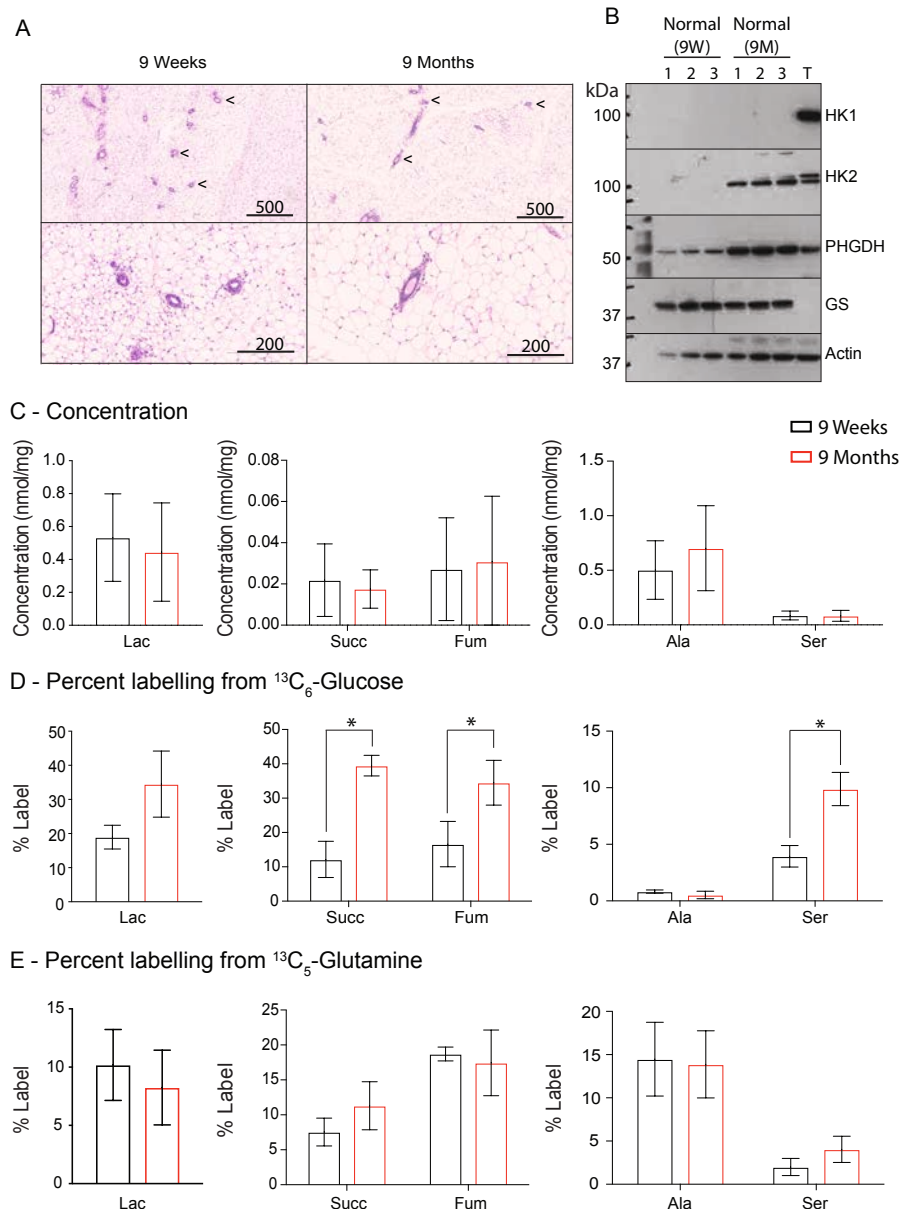 A
9 Weeks
9 Months
<
<
<
500
<
<
<
500
200
200
B
Normal (9W)
Normal (9M)
1 2 3 1 2 3 T
kDa
100 HK1
100 HK2
50 PHGDH
37 GS
37 Actin
C - Concentration
9 Weeks
9 Months
Concentration (nmol/mg)
1.0
0.8
0.6
0.4
0.2
0.0
Lac
Concentration (nmol/mg)
0.08
0.06
0.04
0.02
0.00
Succ Fum
Concentration (nmol/mg)
1.5
1.0
0.5
0.0
Ala Ser
D - Percent labelling from ¹³C₆-Glucose
% Label
50
40
30
20
10
0
Lac
% Label
50
40
30
20
10
0
* *
Succ Fum
% Label
15
10
5
0
*
Ala Ser
E - Percent labelling from ¹³C₅-Glutamine
% Label
15
10
5
0
Lac
% Label
25
20
15
10
5
0
Succ Fum
% Label
20
15
10
5
0
Ala Ser